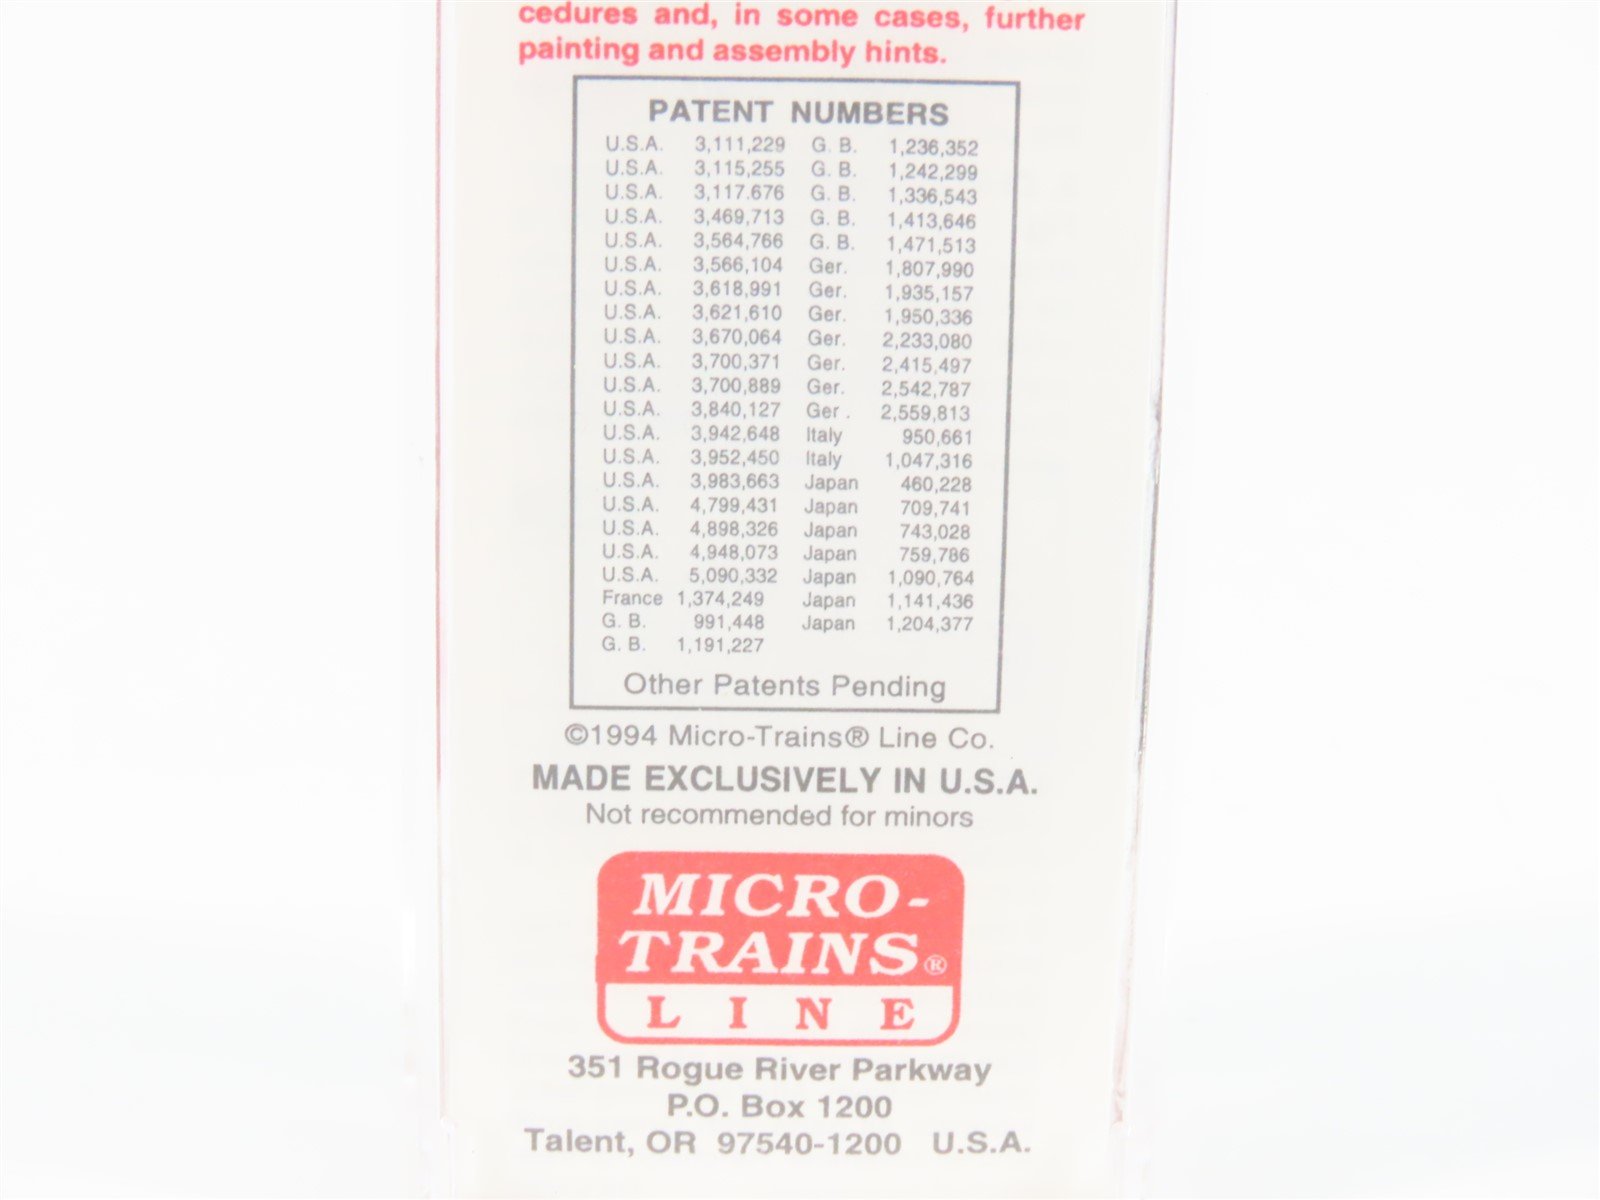 cedures and, in some cases, further
painting and assembly hints.
PATENT NUMBERS
U.S.A. 3,111,229 G. B. 1,236,352
U.S.A. 3,115,255 G. B. 1,242,299
U.S.A. 3,117.676 G. B. 1,336,543
U.S.A. 3,469,713 G. B. 1,413,646
U.S.A. 3,564,766 G. B. 1,471,513
U.S.A. 3,566,104 Ger. 1,807,990
U.S.A. 3,618,991 Ger. 1,935,157
U.S.A. 3,621,610 Ger. 1,950,336
U.S.A. 3,670,064 Ger. 2,233,080
U.S.A. 3,700,371 Ger. 2,415,497
U.S.A. 3,700,889 Ger. 2,542,787
U.S.A. 3,840,127 Ger . 2,559,813
U.S.A. 3,942,648 Italy 950,661
U.S.A. 3,952,450 Italy 1,047,316
U.S.A. 3,983,663 Japan 460,228
U.S.A. 4,799,431 Japan 709,741
U.S.A. 4,898,326 Japan 743,028
U.S.A. 4,948,073 Japan 759,786
U.S.A. 5,090,332 Japan 1,090,764
France 1,374,249 Japan 1,141,436
G. B. 991,448 Japan 1,204,377
G. B. 1,191,227
Other Patents Pending
©1994 Micro-Trains® Line Co.
MADE EXCLUSIVELY IN U.S.A.
Not recommended for minors
MICRO-
TRAINS®
LINE
351 Rogue River Parkway
P.O. Box 1200
Talent, OR 97540-1200 U.S.A.